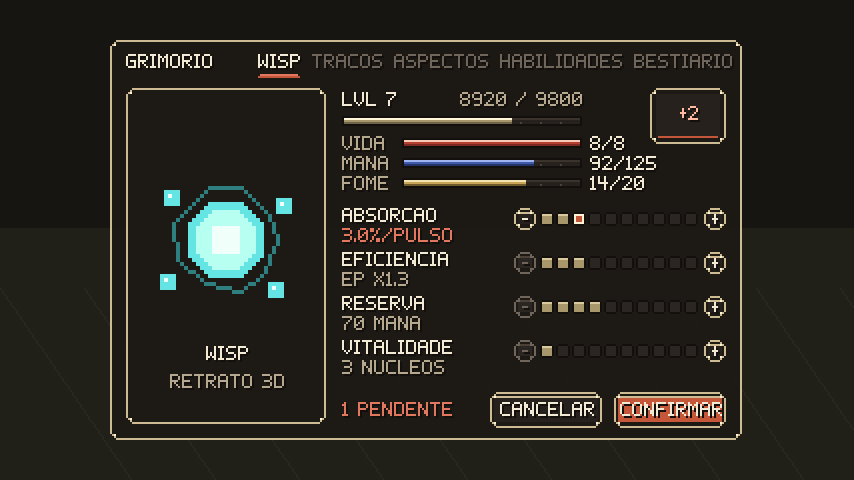 GRIMORIO WISP TRACOS ASPECTOS HABILIDADES BESTIARIO
LVL 7 8920 / 9800
+2
VIDA 8/8
MANA 92/125
FOME 14/20
ABSORCAO
3.0%/PULSO
EFICIENCIA
EP X1.3
RESERVA
70 MANA
VITALIDADE
3 NUCLEOS
WISP
RETRATO 3D
1 PENDENTE CANCELAR CONFIRMAR